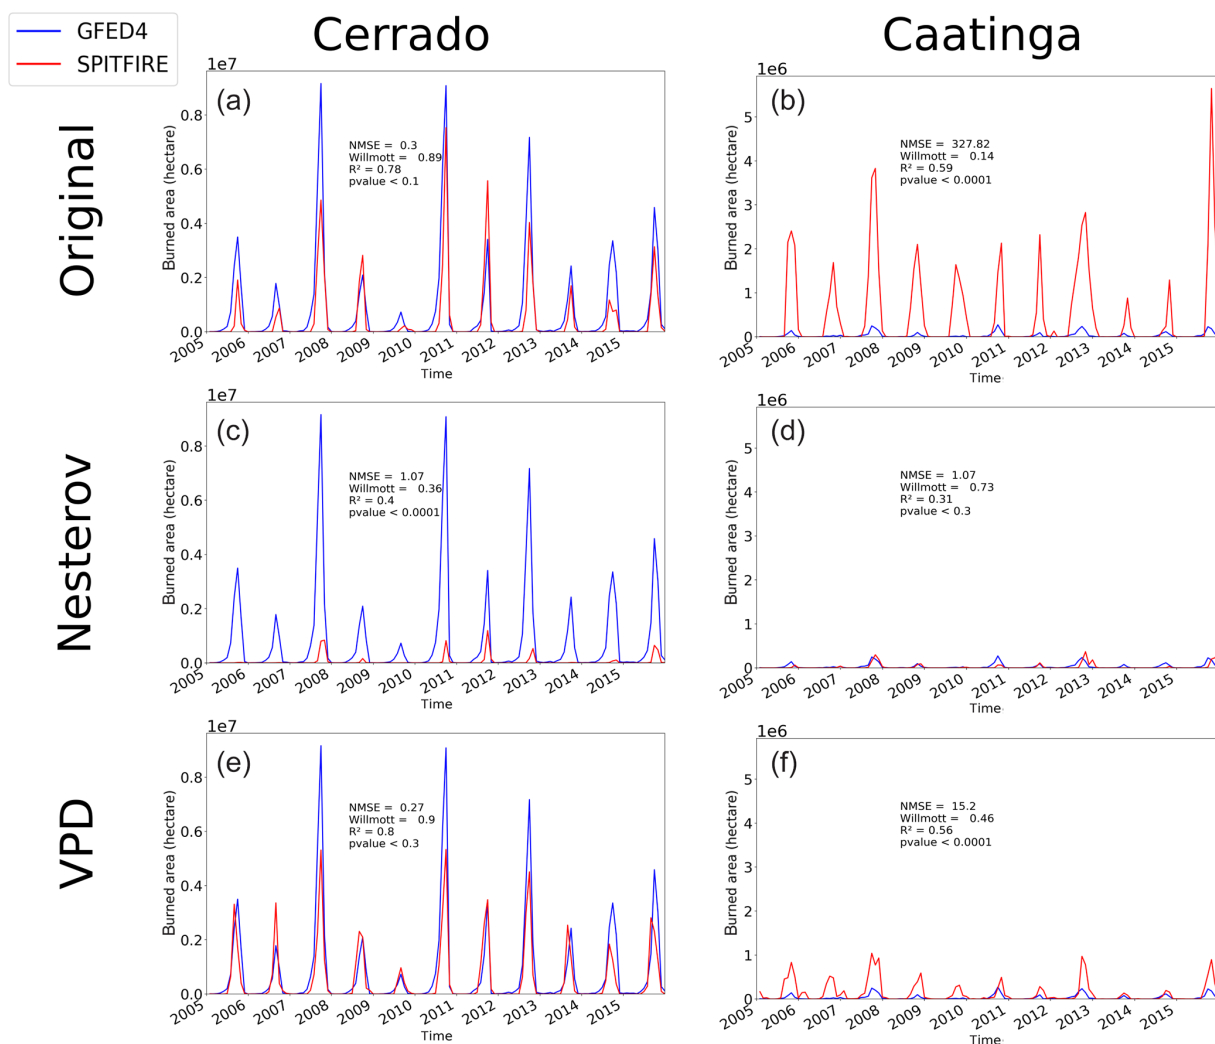 GFED4
SPITFIRE
Cerrado
Caatinga
Original
Nesterov
VPD
1e7
(a)
Burned area (hectare)
0.8
0.6
0.4
0.2
0.0
NMSE = 0.3
Willmott = 0.89
R² = 0.78
pvalue < 0.1
2005
2006
2007
2008
2009
2010
2011
2012
2013
2014
2015
Time
1e6
(b)
Burned area (hectare)
5
4
3
2
1
0
NMSE = 327.82
Willmott = 0.14
R² = 0.59
pvalue < 0.0001
2005
2006
2007
2008
2009
2010
2011
2012
2013
2014
2015
Time
1e7
(c)
Burned area (hectare)
0.8
0.6
0.4
0.2
0.0
NMSE = 1.07
Willmott = 0.36
R² = 0.4
pvalue < 0.0001
2005
2006
2007
2008
2009
2010
2011
2012
2013
2014
2015
Time
1e6
(d)
Burned area (hectare)
5
4
3
2
1
0
NMSE = 1.07
Willmott = 0.73
R² = 0.31
pvalue < 0.3
2005
2006
2007
2008
2009
2010
2011
2012
2013
2014
2015
Time
1e7
(e)
Burned area (hectare)
0.8
0.6
0.4
0.2
0.0
NMSE = 0.27
Willmott = 0.9
R² = 0.8
pvalue < 0.3
2005
2006
2007
2008
2009
2010
2011
2012
2013
2014
2015
Time
1e6
(f)
Burned area (hectare)
5
4
3
2
1
0
NMSE = 15.2
Willmott = 0.46
R² = 0.56
pvalue < 0.0001
2005
2006
2007
2008
2009
2010
2011
2012
2013
2014
2015
Time